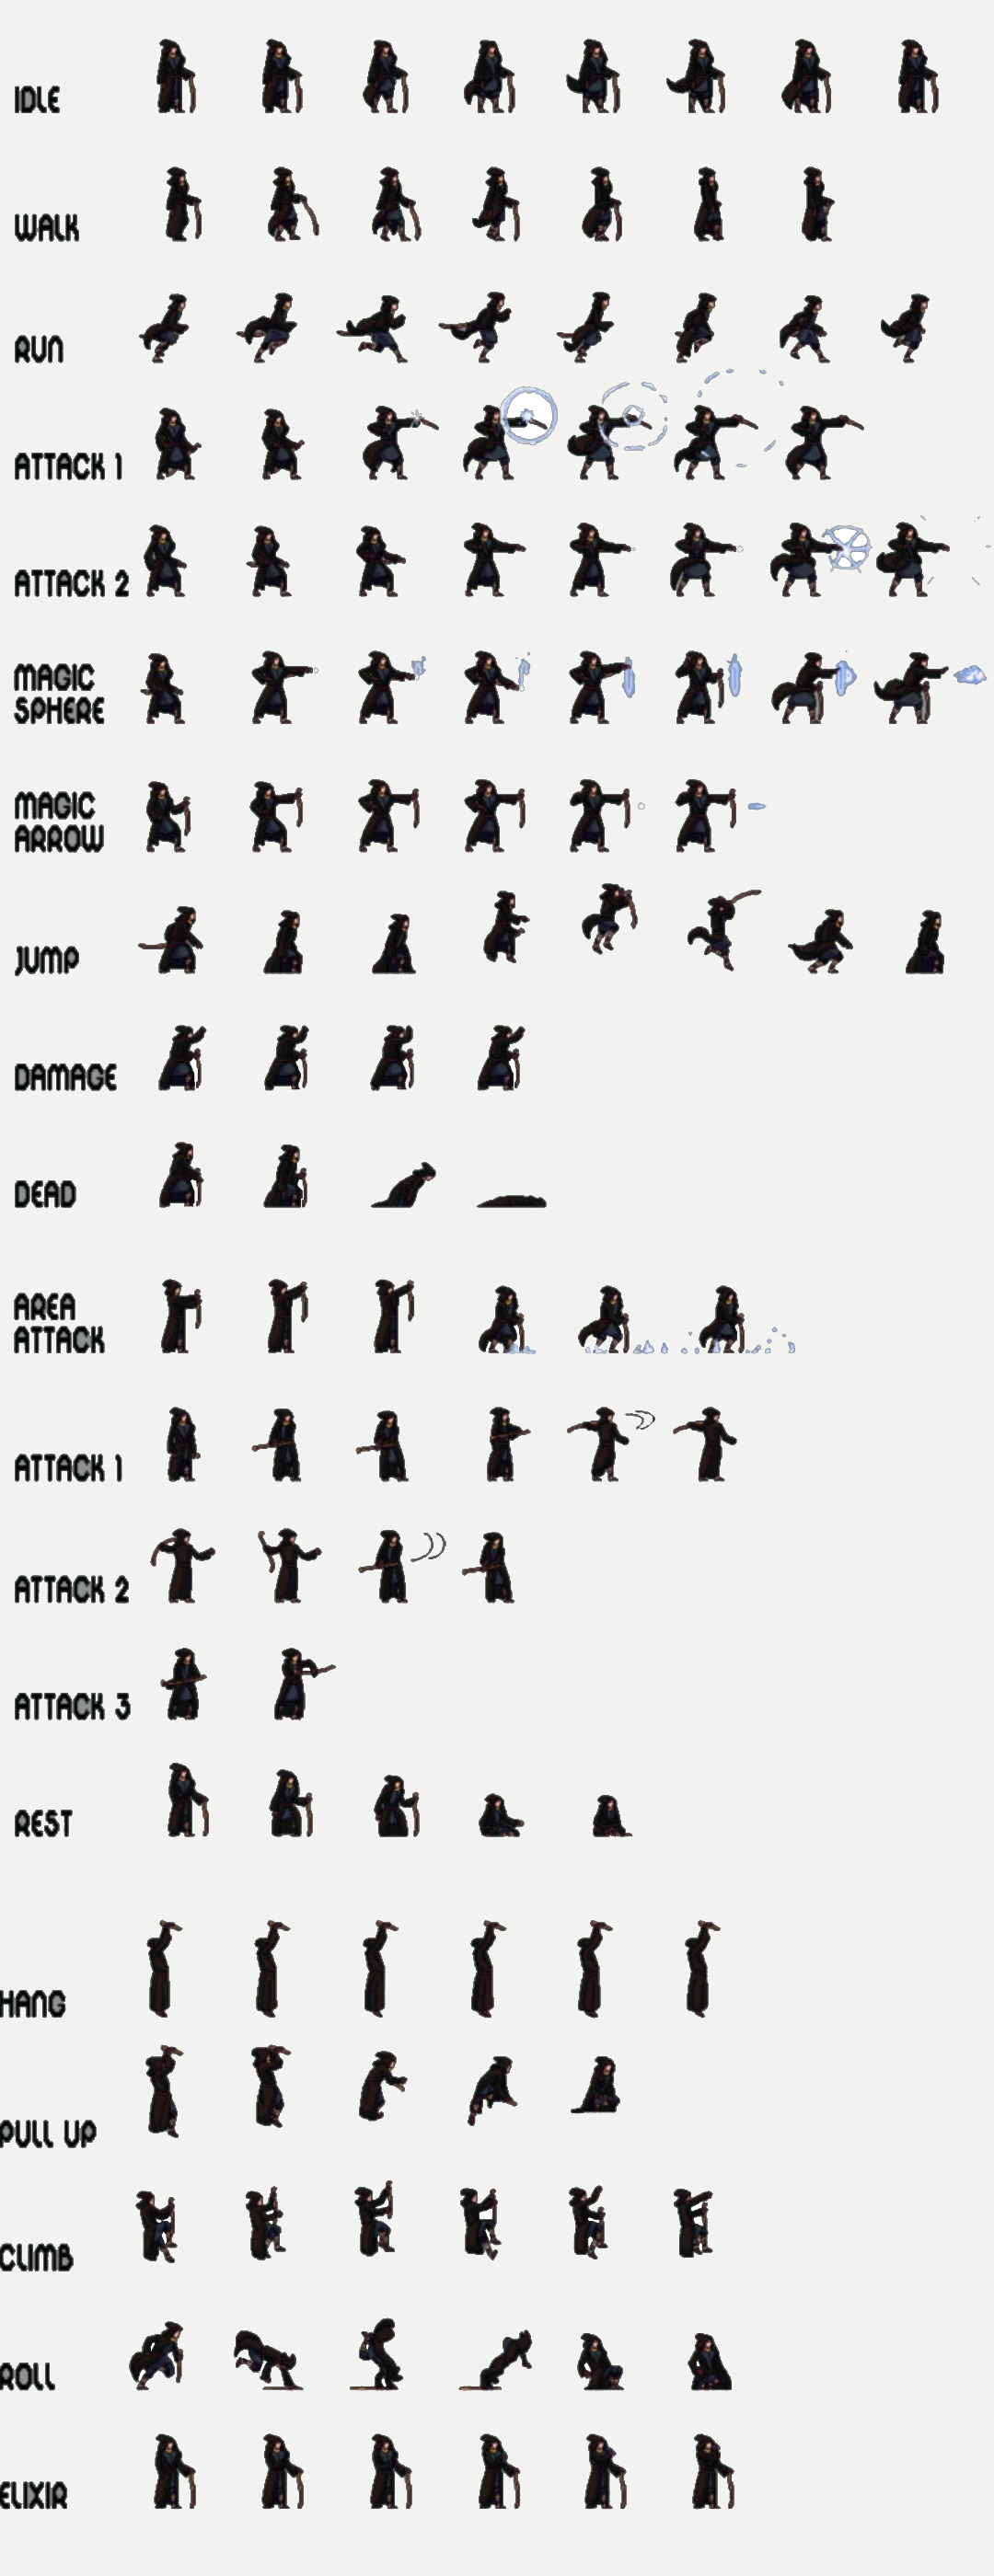 IDLE
WALK
RUN
ATTACK 1
ATTACK 2
MAGIC
SPHERE
MAGIC
ARROW
JUMP
DAMAGE
DEAD
AREA
ATTACK
ATTACK 1
ATTACK 2
ATTACK 3
REST
HANG
PULL UP
CLIMB
ROLL
ELIXIR